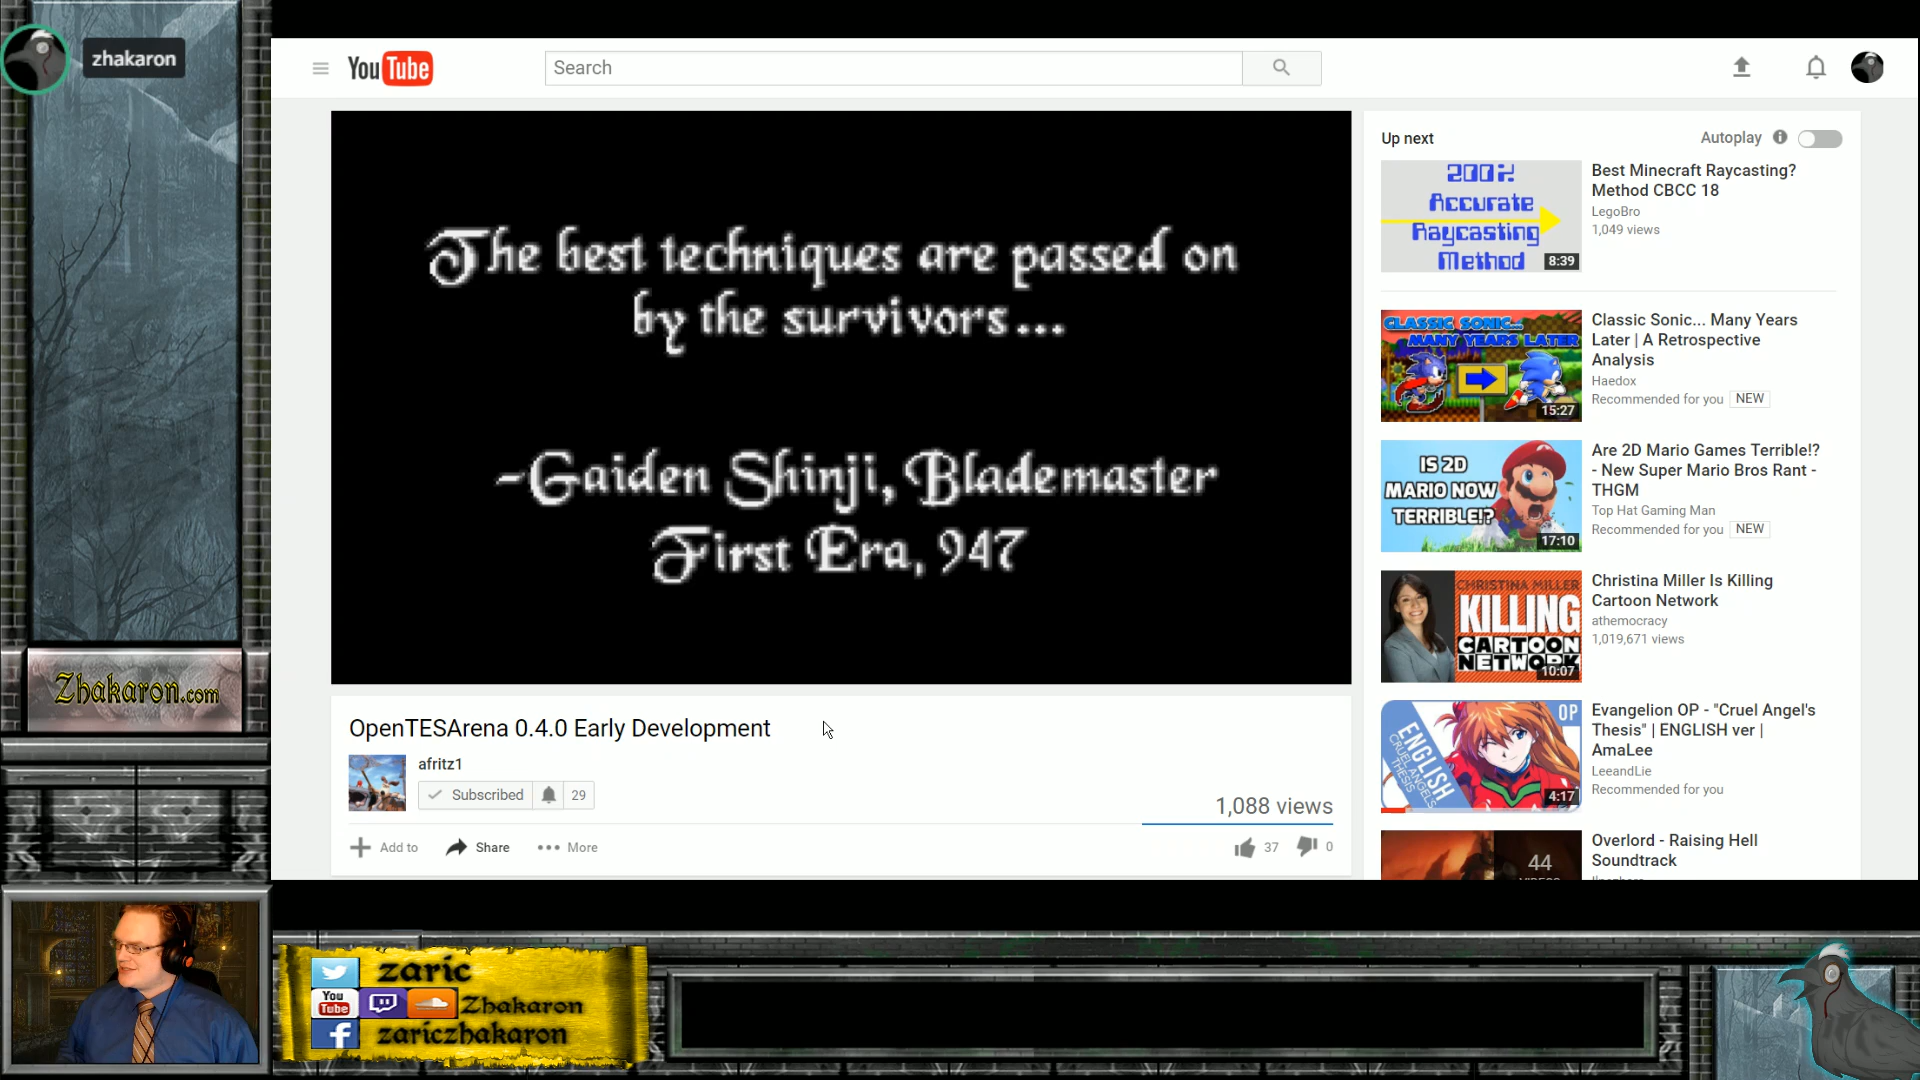 zhakaron
YouTube
Search
The best techniques are passed on
by the survivors...
-Gaiden Shinji, Blademaster
First Era, 947
OpenTESArena 0.4.0 Early Development
afritz1
Subscribed
29
1,088 views
Add to
Share
More
37
0
Up next
Autoplay
200%
Accurate
Raycasting
Method
8:39
Best Minecraft Raycasting?
Method CBCC 18
LegoBro
1,049 views
CLASSIC SONIC...
MANY YEARS LATER
15:27
Classic Sonic... Many Years
Later | A Retrospective
Analysis
Haedox
Recommended for you
NEW
IS 2D
MARIO NOW
TERRIBLE!?
17:10
Are 2D Mario Games Terrible!?
- New Super Mario Bros Rant -
THGM
Top Hat Gaming Man
Recommended for you
NEW
CHRISTINA MILLER
KILLING
CARTOON
NETWORK
10:07
Christina Miller Is Killing
Cartoon Network
athemocracy
1,019,671 views
OP
ENGLISH
CRUEL ANGEL'S
THESIS
4:17
Evangelion OP - "Cruel Angel's
Thesis" | ENGLISH ver |
AmaLee
LeeandLie
Recommended for you
44
Overlord - Raising Hell
Soundtrack
Zhakaron.com
zaric
You
Tube
Zhakaron
zariczhakaron